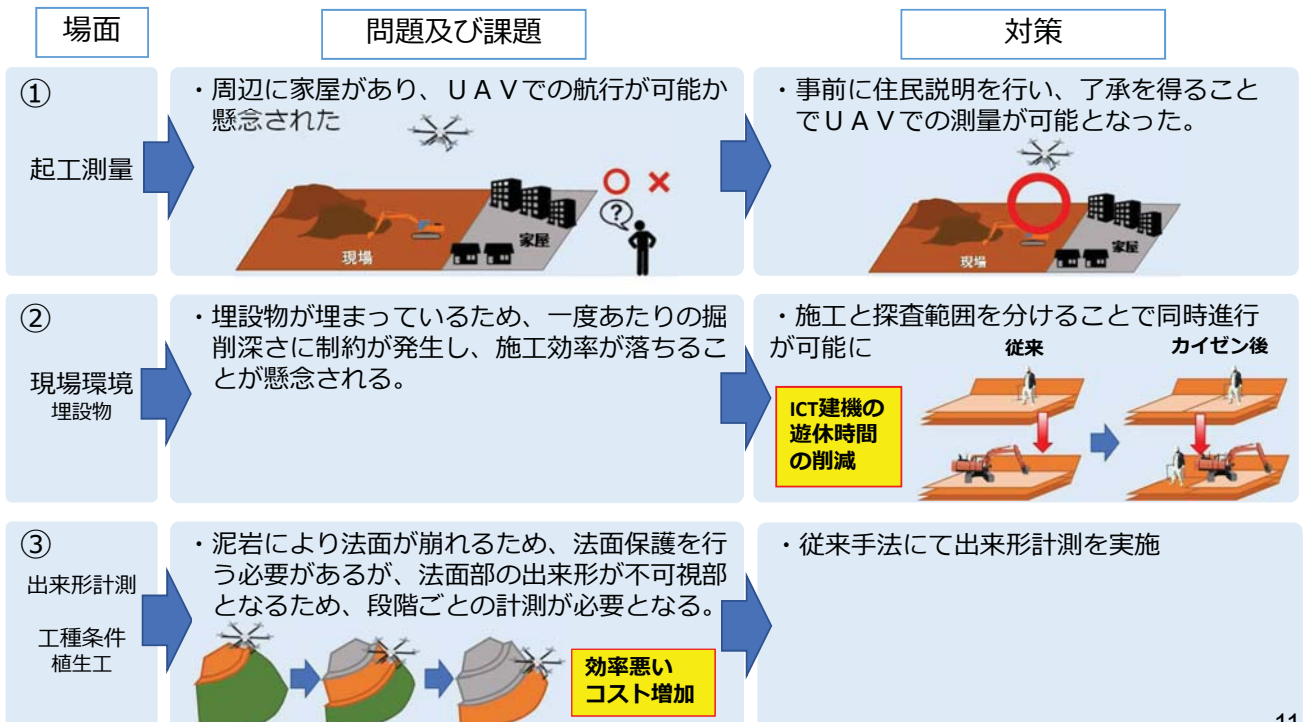 場面
問題及び課題
対策
①
起工測量
・周辺に家屋があり、ＵＡＶでの航行が可能か
懸念された
？
現場
家屋
・事前に住民説明を行い、了承を得ること
でＵＡＶでの測量が可能となった。
現場
家屋
②
現場環境
埋設物
・埋設物が埋まっているため、一度あたりの掘
削深さに制約が発生し、施工効率が落ちるこ
とが懸念される。
・施工と探査範囲を分けることで同時進行
が可能に
従来
カイゼン後
ICT建機の
遊休時間
の削減
③
出来形計測
工種条件
植生工
・泥岩により法面が崩れるため、法面保護を行
う必要があるが、法面部の出来形が不可視部
となるため、段階ごとの計測が必要となる。
効率悪い
コスト増加
・従来手法にて出来形計測を実施
11